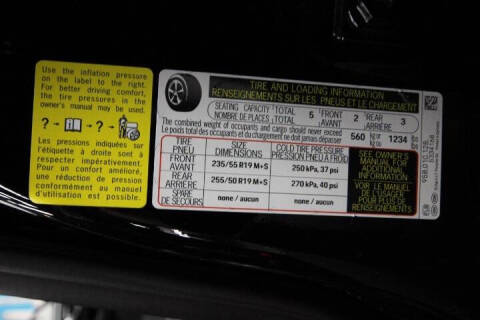 Use the inflation pressure
on the label to the right.
For better driving comfort,
the tire pressures in the
owner's manual may be used.
? → → ? →
Les pressions indiquées sur
l'étiquette à droite sont à
respecter impérativement.
Pour un confort amélioré,
une réduction de pression
conformément au manuel
d'utilisation est possible.
TIRE AND LOADING INFORMATION
RENSEIGNEMENTS SUR LES PNEUS ET LE CHARGEMENT
SEATING CAPACITY TOTAL 5 FRONT 2 REAR 3
NOMBRE DE PLACES TOTAL AVANT ARRIÈRE
The combined weight of occupants and cargo should never exceed 560 kg or 1234 lbs
Le poids total des occupants et du chargement ne doit jamais dépasser
TIRE SIZE COLD TIRE PRESSURE
PNEU DIMENSIONS PRESSION PNEU À FROID
FRONT 235/55 R19 M+S 250 kPa, 37 psi
AVANT
REAR 255/50 R19 M+S 270 kPa, 40 psi
ARRIÈRE
SPARE none / aucun none / aucun
DE SECOURS
SEE OWNER'S
MANUAL FOR
ADDITIONAL
INFORMATION
VOIR LE MANUEL
DE L'USAGER
POUR PLUS DE
RENSEIGNEMENTS